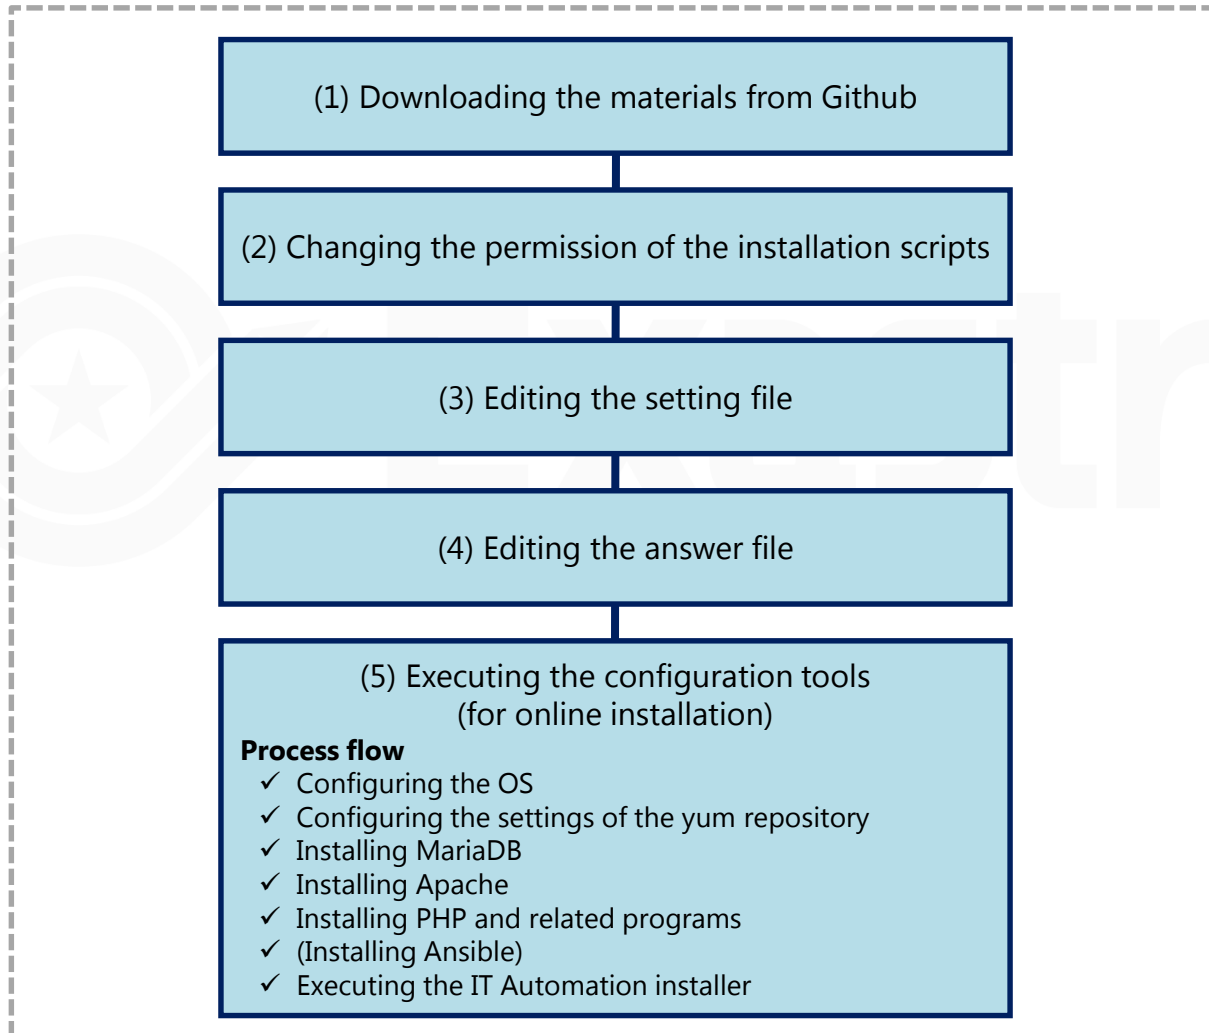 (1) Downloading the materials from Github
(2) Changing the permission of the installation scripts
(3) Editing the setting file
(4) Editing the answer file
(5) Executing the configuration tools
(for online installation)
Process flow
✓ Configuring the OS
✓ Configuring the settings of the yum repository
✓ Installing MariaDB
✓ Installing Apache
✓ Installing PHP and related programs
✓ (Installing Ansible)
✓ Executing the IT Automation installer